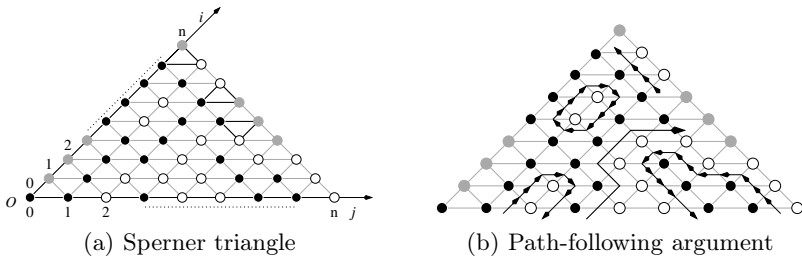 n
i
2
1
0
O
0
1
2
n
j
(a) Sperner triangle
(b) Path-following argument